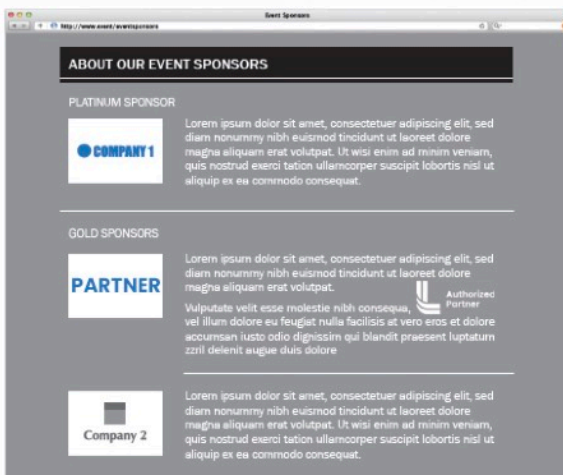 Event Sponsors
http://www.event/eventsponsors
ABOUT OUR EVENT SPONSORS
PLATINUM SPONSOR
COMPANY 1
Lorem ipsum dolor sit amet, consectetuer adipiscing elit, sed
diam nonummy nibh euismod tincidunt ut laoreet dolore
magna aliquam erat volutpat. Ut wisi enim ad minim veniam,
quis nostrud exerci tation ullamcorper suscipit lobortis nisl ut
aliquip ex ea commodo consequat.
GOLD SPONSORS
PARTNER
Lorem ipsum dolor sit amet, consectetuer adipiscing elit, sed
diam nonummy nibh euismod tincidunt ut laoreet dolore
magna aliquam erat volutpat.
Authorized
Partner
Vulputate velit esse molestie nibh consequa,
vel illum dolore eu feugiat nulla facilisis at vero eros et dolore
accumsan iusto odio dignissim qui blandit praesent luptatum
zzril delenit augue duis dolore
Company 2
Lorem ipsum dolor sit amet, consectetuer adipiscing elit, sed
diam nonummy nibh euismod tincidunt ut laoreet dolore
magna aliquam erat volutpat. Ut wisi enim ad minim veniam,
quis nostrud exerci tation ullamcorper suscipit lobortis nisl ut
aliquip ex ea commodo consequat.